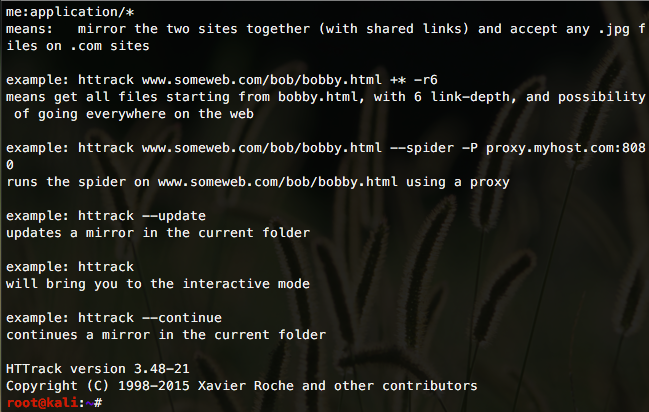 me:application/*
means:   mirror the two sites together (with shared links) and accept any .jpg f
iles on .com sites
example: httrack www.someweb.com/bob/bobby.html +* -r6
means get all files starting from bobby.html, with 6 link-depth, and possibility
 of going everywhere on the web
example: httrack www.someweb.com/bob/bobby.html --spider -P proxy.myhost.com:808
0
runs the spider on www.someweb.com/bob/bobby.html using a proxy
example: httrack --update
updates a mirror in the current folder
example: httrack
will bring you to the interactive mode
example: httrack --continue
continues a mirror in the current folder
HTTrack version 3.48-21
Copyright (C) 1998-2015 Xavier Roche and other contributors
root@kali:~#